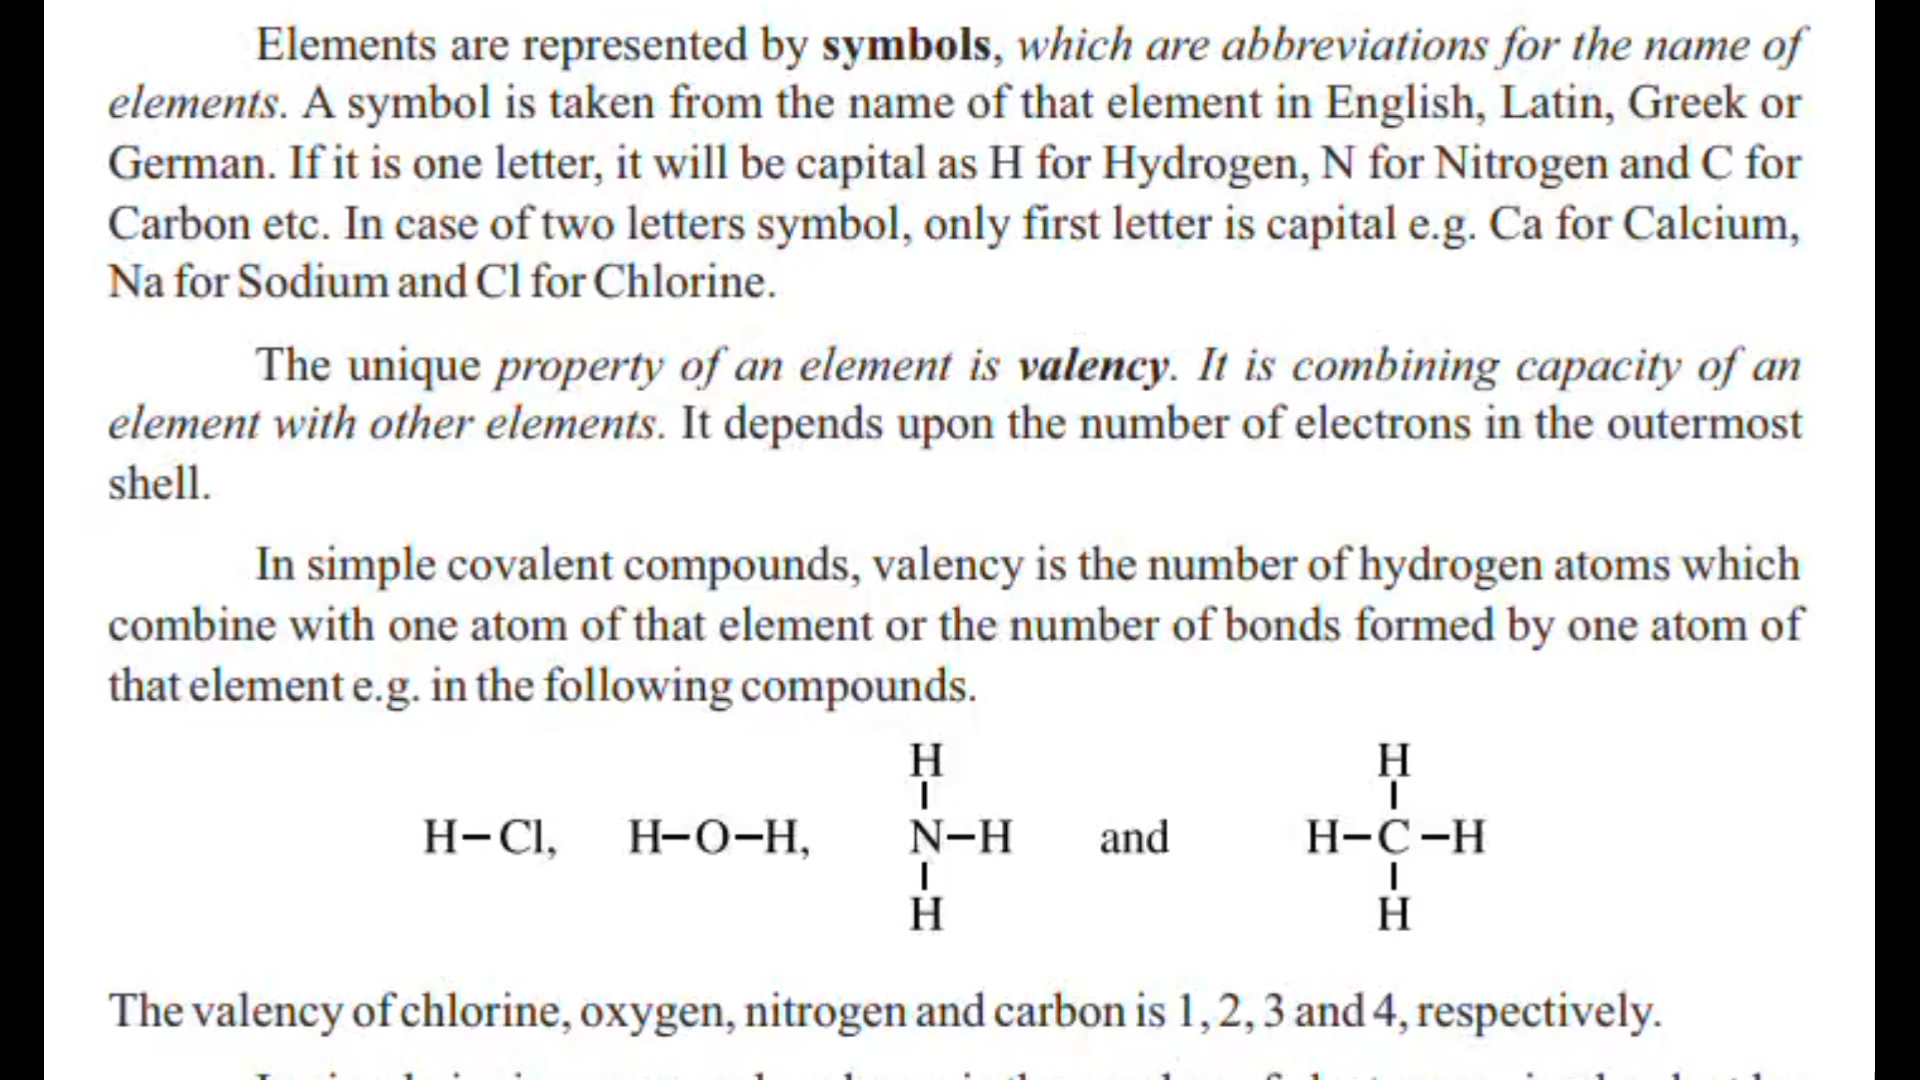 Elements are represented by symbols, which are abbreviations for the name of
elements. A symbol is taken from the name of that element in English, Latin, Greek or
German. If it is one letter, it will be capital as H for Hydrogen, N for Nitrogen and C for
Carbon etc. In case of two letters symbol, only first letter is capital e.g. Ca for Calcium,
Na for Sodium and Cl for Chlorine.
The unique property of an element is valency. It is combining capacity of an
element with other elements. It depends upon the number of electrons in the outermost
shell.
In simple covalent compounds, valency is the number of hydrogen atoms which
combine with one atom of that element or the number of bonds formed by one atom of
that element e.g. in the following compounds.
H H
H–Cl, H–O–H, N–H and H–C–H
H H
The valency of chlorine, oxygen, nitrogen and carbon is 1, 2, 3 and 4, respectively.